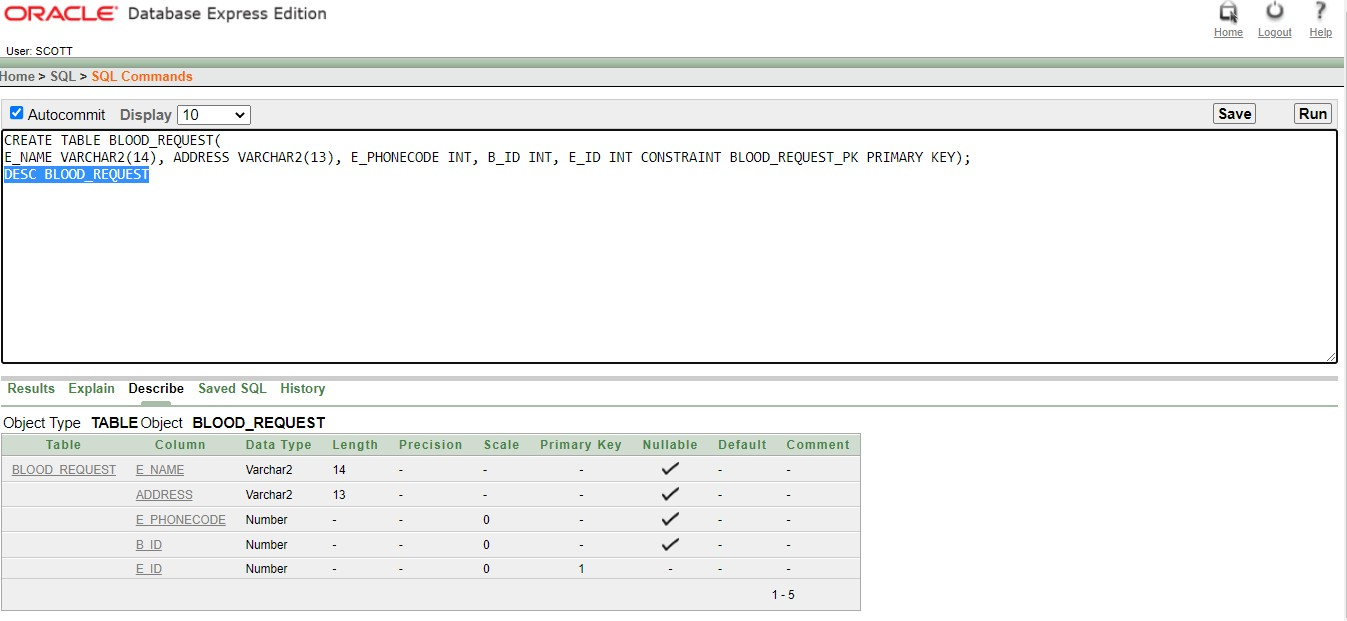 ORACLE® Database Express Edition
Home Logout Help
User: SCOTT
Home > SQL > SQL Commands
Autocommit Display 10 Save Run
CREATE TABLE BLOOD_REQUEST(
E_NAME VARCHAR2(14), ADDRESS VARCHAR2(13), E_PHONECODE INT, B_ID INT, E_ID INT CONSTRAINT BLOOD_REQUEST_PK PRIMARY KEY);
DESC BLOOD_REQUEST
Results Explain Describe Saved SQL History
Object Type TABLE Object BLOOD_REQUEST
Table Column Data Type Length Precision Scale Primary Key Nullable Default Comment
BLOOD_REQUEST E_NAME Varchar2 14 - - - ✓ - -
ADDRESS Varchar2 13 - - - ✓ - -
E_PHONECODE Number - - 0 - ✓ - -
B_ID Number - - 0 - ✓ - -
E_ID Number - - 0 1 - - -
1 - 5